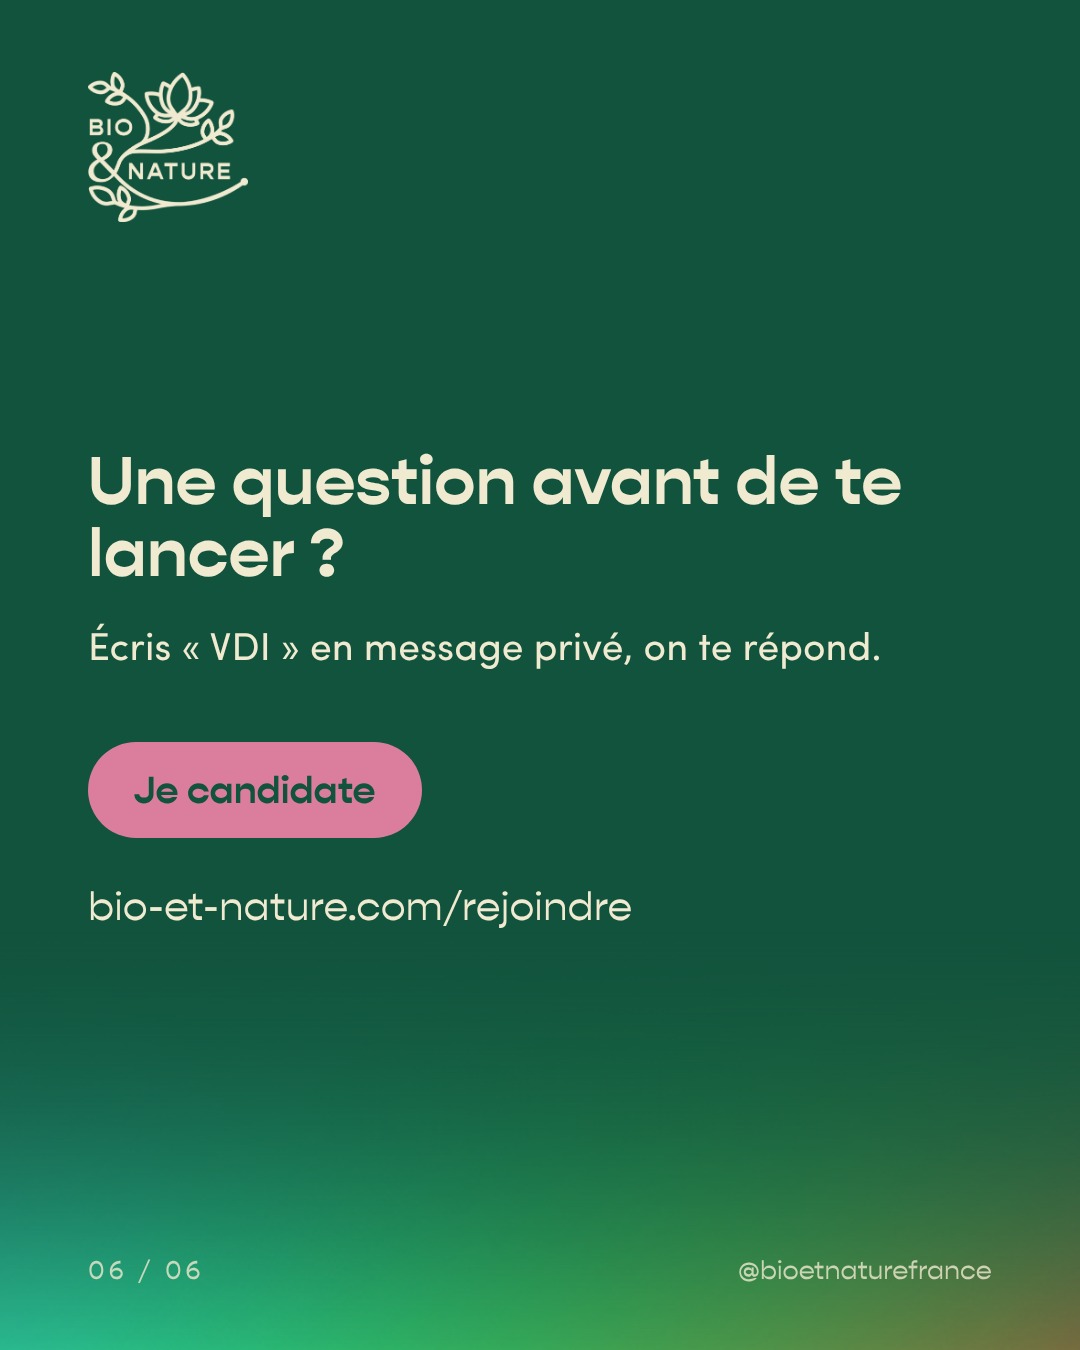 BIO
& NATURE
Une question avant de te
lancer ?
Écris « VDI » en message privé, on te répond.
Je candidate
bio-et-nature.com/rejoindre
06 / 06
@bioetnaturefrance